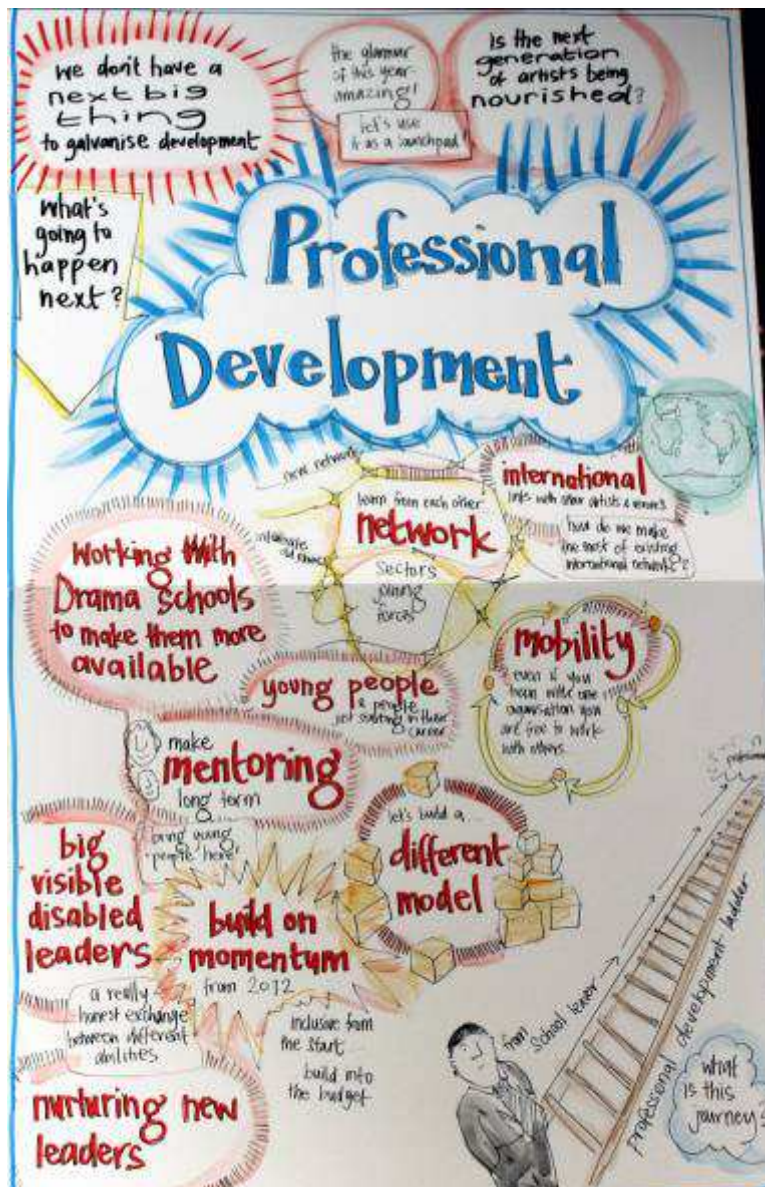 we don't have a
next big
thing
to galvanise development
the glamour
of this year
amazing!
let's use
it as a launchpad!
Is the next
generation
of artists being
nourished?
what's
going to
happen
next?
Professional
Development
new network
learn from each other
network
sectors
joining
forces
international
links with other artists & venues
how do we make
the most of existing
international networks?
Working with
Drama schools
to make them more
available
young people
& people
just starting in their
career
mobility
even if you
train with one
organisation you
are free to work
with others
make
mentoring
long term
bring young
people here!
let's build a...
different
model
big
visible
disabled
leaders
build on
momentum
from 2012
a really
honest exchange
between different
abilities
inclusive from
the start...
build into
the budget
nurturing new
leaders
from school leaver
professional
professional development ladder
what
is this
journey?